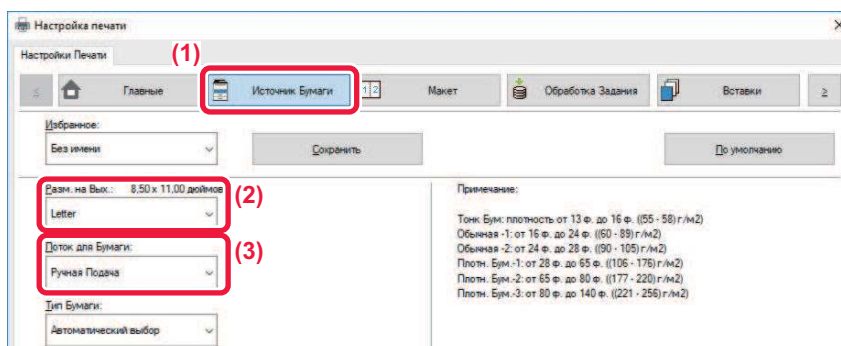 Настройка печати
Настройки Печати
(1)
Главные
Источник Бумаги
1 2
Макет
Обработка Задания
Вставки
Избранное:
Без имени
Сохранить
По умолчанию
Разм. на Вых.: 8,50 x 11,00 дюймов
(2)
Letter
Поток для Бумаги:
(3)
Ручная Подача
Тип Бумаги:
Автоматический выбор
Примечание:
Тонк Бум: плотность от 13 ф. до 16 ф. ((55 - 58) г/м2)
Обычная -1: от 16 ф. до 24 ф. ((60 - 89) г/м2)
Обычная -2: от 24 ф. до 28 ф. ((90 - 105) г/м2)
Плотн. Бум.-1: от 28 ф. до 65 ф. ((106 - 176) г/м2)
Плотн. Бум.-2: от 65 ф. до 80 ф. ((177 - 220) г/м2)
Плотн. Бум.-3: от 80 ф. до 140 ф. ((221 - 256) г/м2)